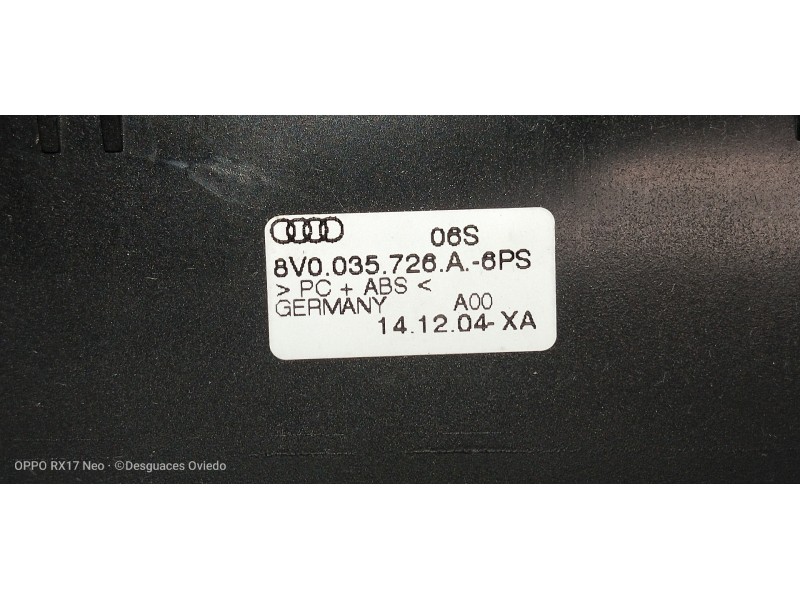 06S
8V0.035.726.A.-6PS
> PC + ABS <
GERMANY A00
14.12.04-XA
OPPO RX17 Neo · ©Desguaces Oviedo